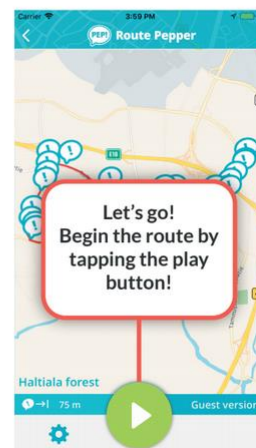 Carrier 3:59 PM
PEP! Route Pepper
E18
Let's go!
Begin the route by
tapping the play
button!
Haltiala forest
75 m
Guest version